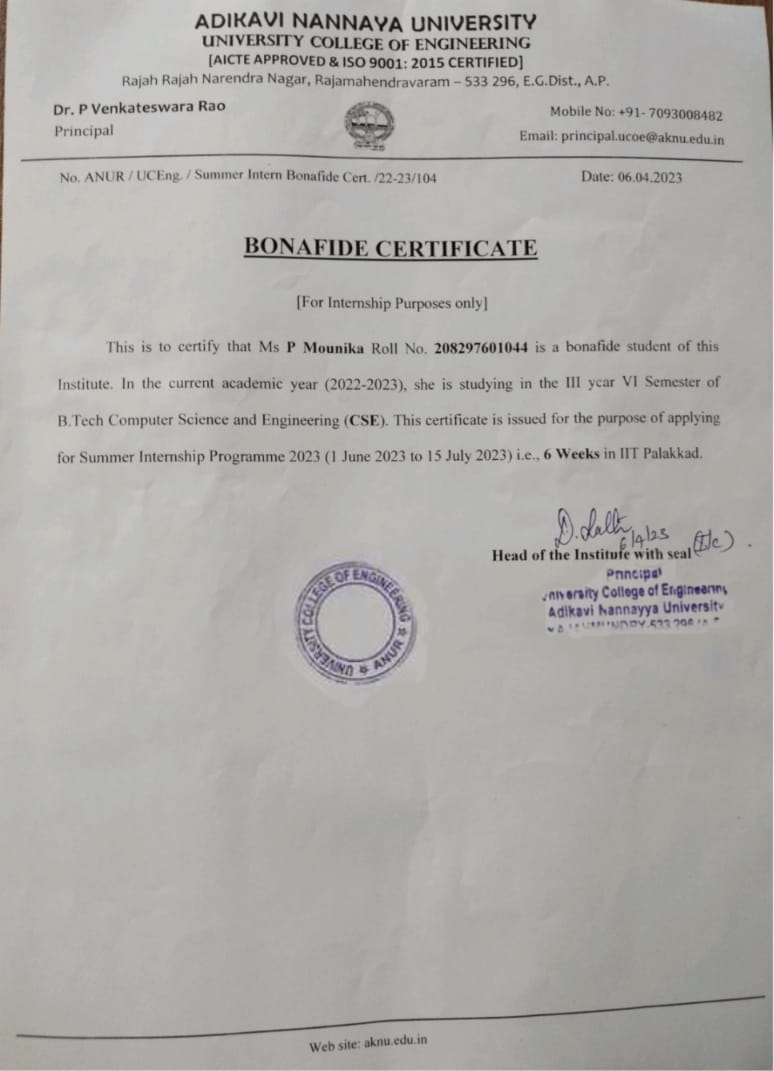 ADIKAVI NANNAYA UNIVERSITY
UNIVERSITY COLLEGE OF ENGINEERING
[AICTE APPROVED & ISO 9001: 2015 CERTIFIED]
Rajah Rajah Narendra Nagar, Rajamahendravaram – 533 296, E.G.Dist., A.P.
Dr. P Venkateswara Rao
Principal
Mobile No: +91- 7093008482
Email: principal.ucoe@aknu.edu.in
No. ANUR / UCEng. / Summer Intern Bonafide Cert. /22-23/104
Date: 06.04.2023
BONAFIDE CERTIFICATE
[For Internship Purposes only]
This is to certify that Ms P Mounika Roll No. 208297601044 is a bonafide student of this
Institute. In the current academic year (2022-2023), she is studying in the III year VI Semester of
B.Tech Computer Science and Engineering (CSE). This certificate is issued for the purpose of applying
for Summer Internship Programme 2023 (1 June 2023 to 15 July 2023) i.e., 6 Weeks in IIT Palakkad.
6/4/23
(I/c)
Head of the Institute with seal
Principal
University College of Engineering
Adikavi Nannayya University
UNIVERSITY COLLEGE OF ENGINEERING ★ ANUR ★
Web site: aknu.edu.in